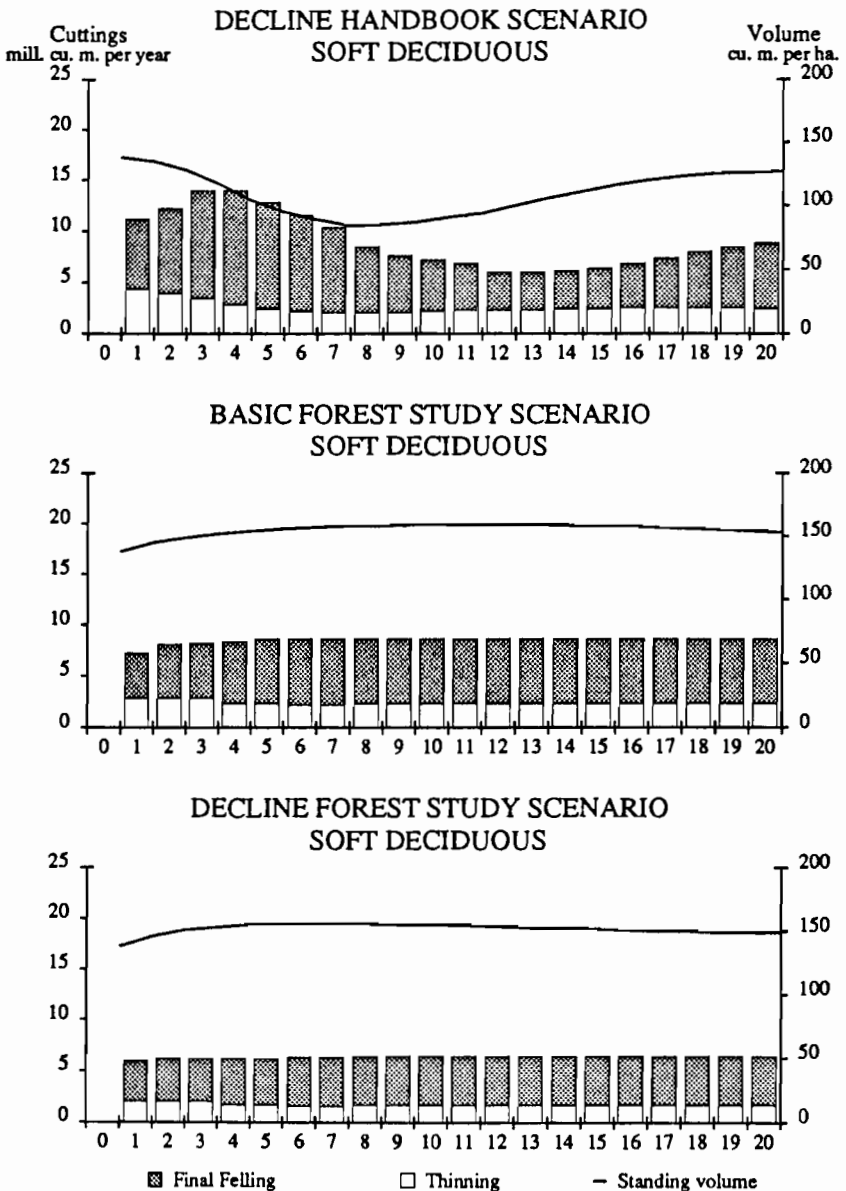 DECLINE HANDBOOK SCENARIO
SOFT DECIDUOUS
Cuttings
mill. cu. m. per year
Volume
cu. m. per ha.
25
20
15
10
5
0
200
150
100
50
0
0 1 2 3 4 5 6 7 8 9 10 11 12 13 14 15 16 17 18 19 20
BASIC FOREST STUDY SCENARIO
SOFT DECIDUOUS
25
20
15
10
5
0
200
150
100
50
0
0 1 2 3 4 5 6 7 8 9 10 11 12 13 14 15 16 17 18 19 20
DECLINE FOREST STUDY SCENARIO
SOFT DECIDUOUS
25
20
15
10
5
0
200
150
100
50
0
0 1 2 3 4 5 6 7 8 9 10 11 12 13 14 15 16 17 18 19 20
Final Felling Thinning Standing volume